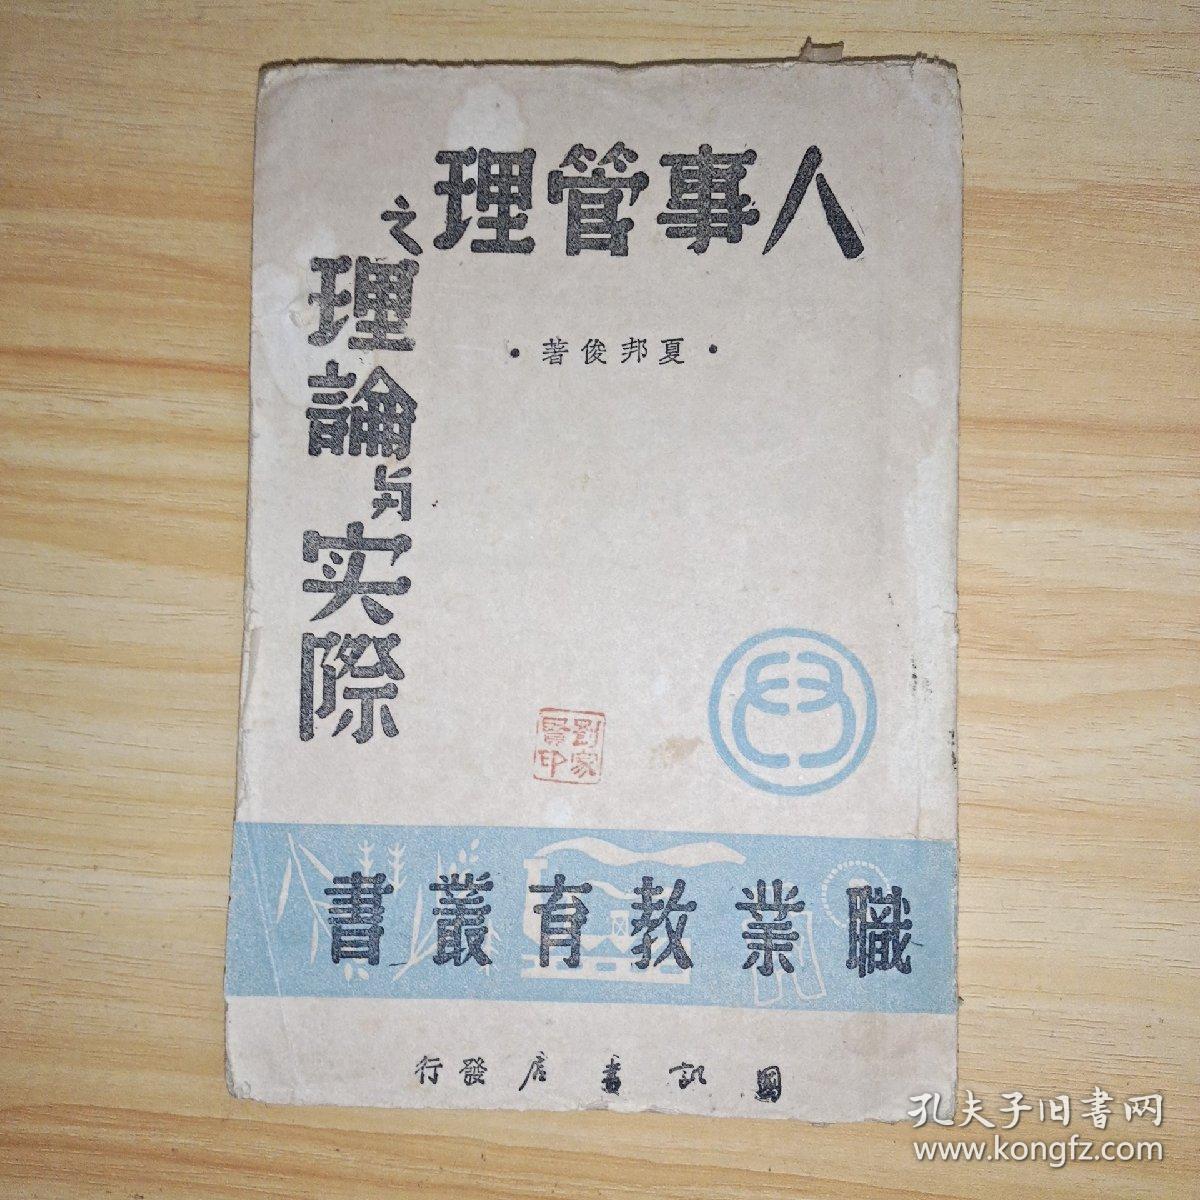 人事管理
之
理論与实際
·夏邦俊著·
劉家
賢印
職業教育叢書
國訊書店發行
孔夫子旧书网
www.kongfz.com